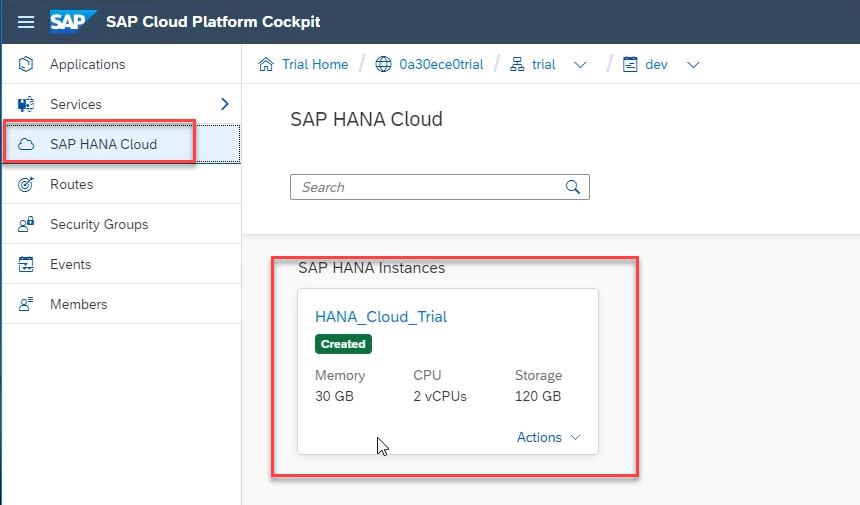 SAP SAP Cloud Platform Cockpit
Applications
Services
SAP HANA Cloud
Routes
Security Groups
Events
Members
Trial Home / 0a30ece0trial / trial / dev
SAP HANA Cloud
Search
SAP HANA Instances
HANA_Cloud_Trial
Created
Memory CPU Storage
30 GB 2 vCPUs 120 GB
Actions